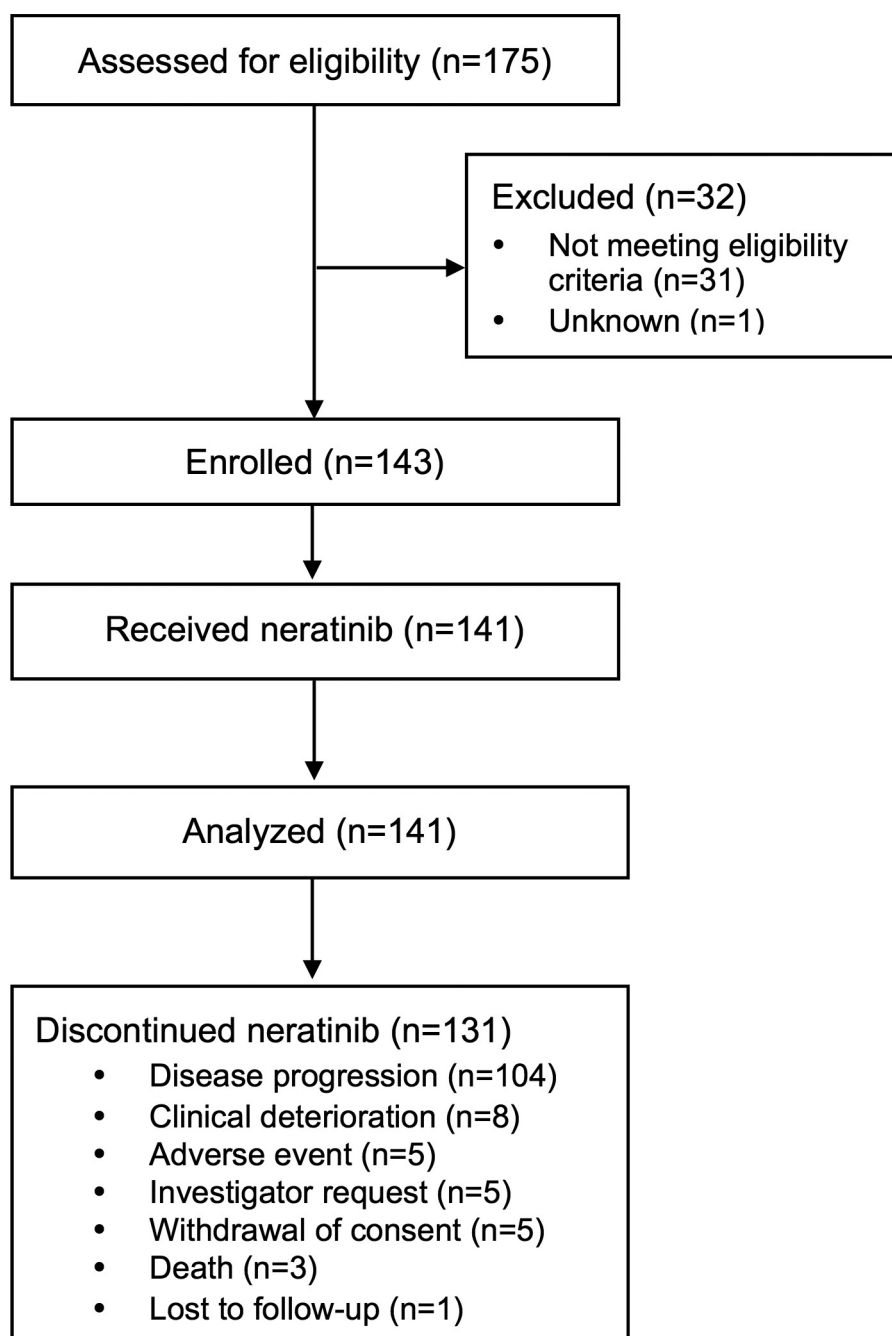 Assessed for eligibility (n=175)
Excluded (n=32)
• Not meeting eligibility
criteria (n=31)
• Unknown (n=1)
Enrolled (n=143)
Received neratinib (n=141)
Analyzed (n=141)
Discontinued neratinib (n=131)
• Disease progression (n=104)
• Clinical deterioration (n=8)
• Adverse event (n=5)
• Investigator request (n=5)
• Withdrawal of consent (n=5)
• Death (n=3)
• Lost to follow-up (n=1)